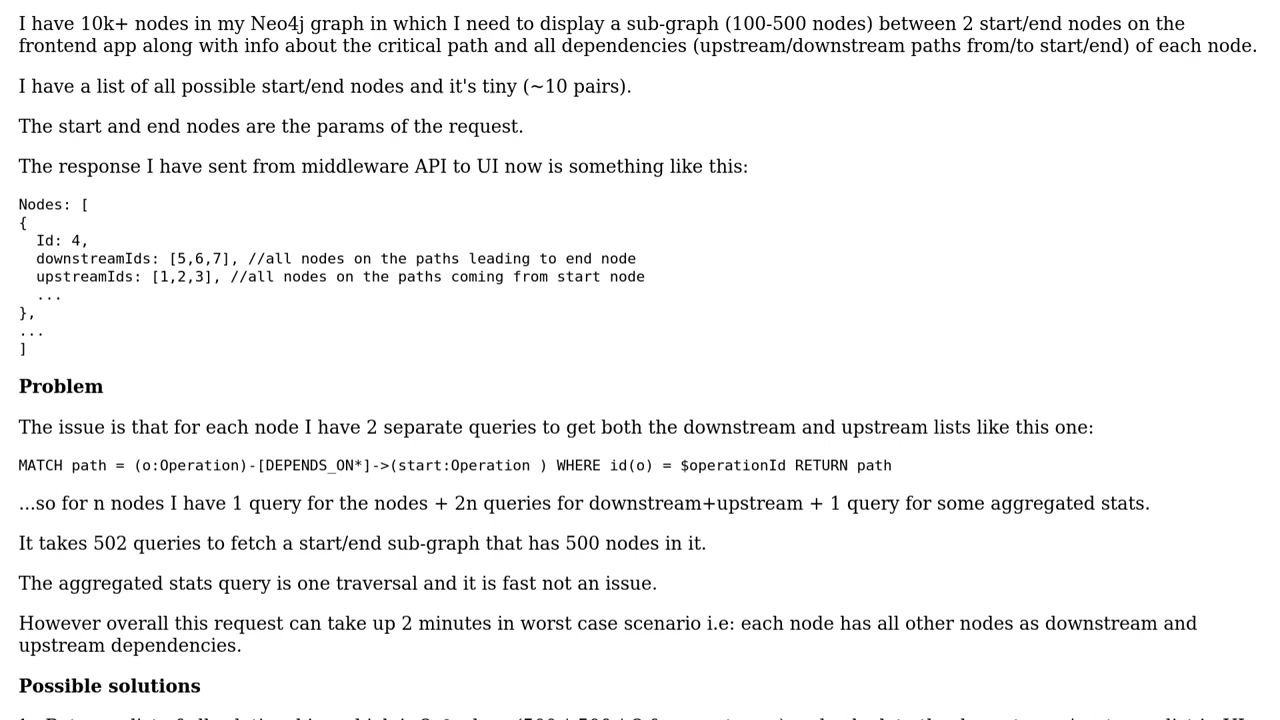 I have 10k+ nodes in my Neo4j graph in which I need to display a sub-graph (100-500 nodes) between 2 start/end nodes on the
frontend app along with info about the critical path and all dependencies (upstream/downstream paths from/to start/end) of each node.
I have a list of all possible start/end nodes and it's tiny (~10 pairs).
The start and end nodes are the params of the request.
The response I have sent from middleware API to UI now is something like this:
Nodes: [
{
  Id: 4,
  downstreamIds: [5,6,7], //all nodes on the paths leading to end node
  upstreamIds: [1,2,3], //all nodes on the paths coming from start node
  ...
},
...
]
Problem
The issue is that for each node I have 2 separate queries to get both the downstream and upstream lists like this one:
MATCH path = (o:Operation)-[DEPENDS_ON*]->(start:Operation ) WHERE id(o) = $operationId RETURN path
...so for n nodes I have 1 query for the nodes + 2n queries for downstream+upstream + 1 query for some aggregated stats.
It takes 502 queries to fetch a start/end sub-graph that has 500 nodes in it.
The aggregated stats query is one traversal and it is fast not an issue.
However overall this request can take up 2 minutes in worst case scenario i.e: each node has all other nodes as downstream and
upstream dependencies.
Possible solutions